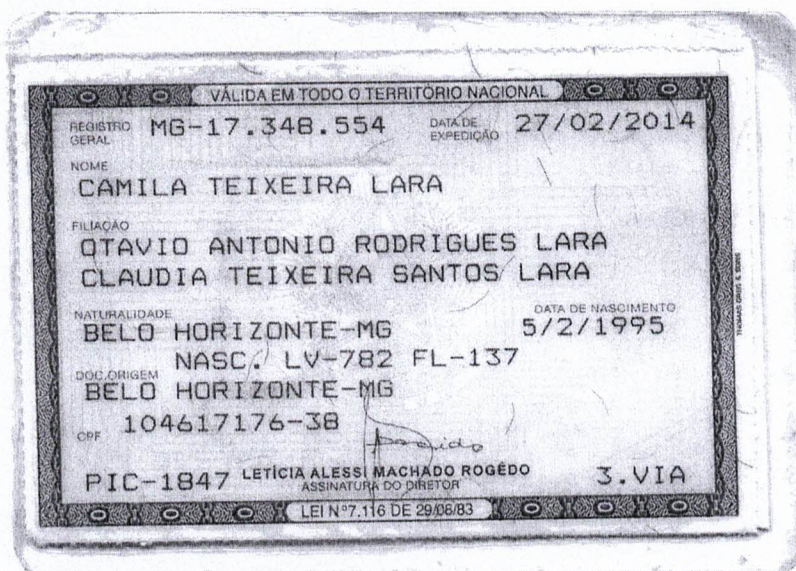 VÁLIDA EM TODO O TERRITÓRIO NACIONAL
REGISTRO GERAL MG-17.348.554 DATA DE EXPEDIÇÃO 27/02/2014
NOME
CAMILA TEIXEIRA LARA
FILIAÇÃO
OTAVIO ANTONIO RODRIGUES LARA
CLAUDIA TEIXEIRA SANTOS LARA
NATURALIDADE DATA DE NASCIMENTO
BELO HORIZONTE-MG 5/2/1995
NASC. LV-782 FL-137
DOC.ORIGEM
BELO HORIZONTE-MG
CPF 104617176-38
PIC-1847 LETÍCIA ALESSI MACHADO ROGÊDO 3.VIA
ASSINATURA DO DIRETOR
LEI Nº7.116 DE 29/08/83
THOMAS GREG & SONS